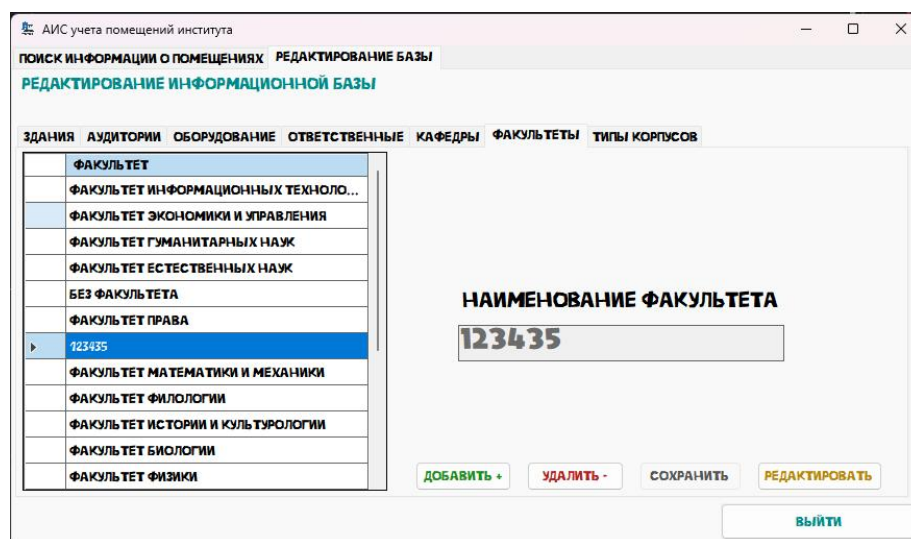 АИС учета помещений института
ПОИСК ИНФОРМАЦИИ О ПОМЕЩЕНИЯХ РЕДАКТИРОВАНИЕ БАЗЫ
РЕДАКТИРОВАНИЕ ИНФОРМАЦИОННОЙ БАЗЫ
ЗДАНИЯ АУДИТОРИИ ОБОРУДОВАНИЕ ОТВЕТСТВЕННЫЕ КАФЕДРЫ ФАКУЛЬТЕТЫ ТИПЫ КОРПУСОВ
ФАКУЛЬТЕТ
ФАКУЛЬТЕТ ИНФОРМАЦИОННЫХ ТЕХНОЛО...
ФАКУЛЬТЕТ ЭКОНОМИКИ И УПРАВЛЕНИЯ
ФАКУЛЬТЕТ ГУМАНИТАРНЫХ НАУК
ФАКУЛЬТЕТ ЕСТЕСТВЕННЫХ НАУК
БЕЗ ФАКУЛЬТЕТА
ФАКУЛЬТЕТ ПРАВА
123435
ФАКУЛЬТЕТ МАТЕМАТИКИ И МЕХАНИКИ
ФАКУЛЬТЕТ ФИЛОЛОГИИ
ФАКУЛЬТЕТ ИСТОРИИ И КУЛЬТУРОЛОГИИ
ФАКУЛЬТЕТ БИОЛОГИИ
ФАКУЛЬТЕТ ФИЗИКИ
НАИМЕНОВАНИЕ ФАКУЛЬТЕТА
123435
ДОБАВИТЬ + УДАЛИТЬ - СОХРАНИТЬ РЕДАКТИРОВАТЬ
ВЫЙТИ